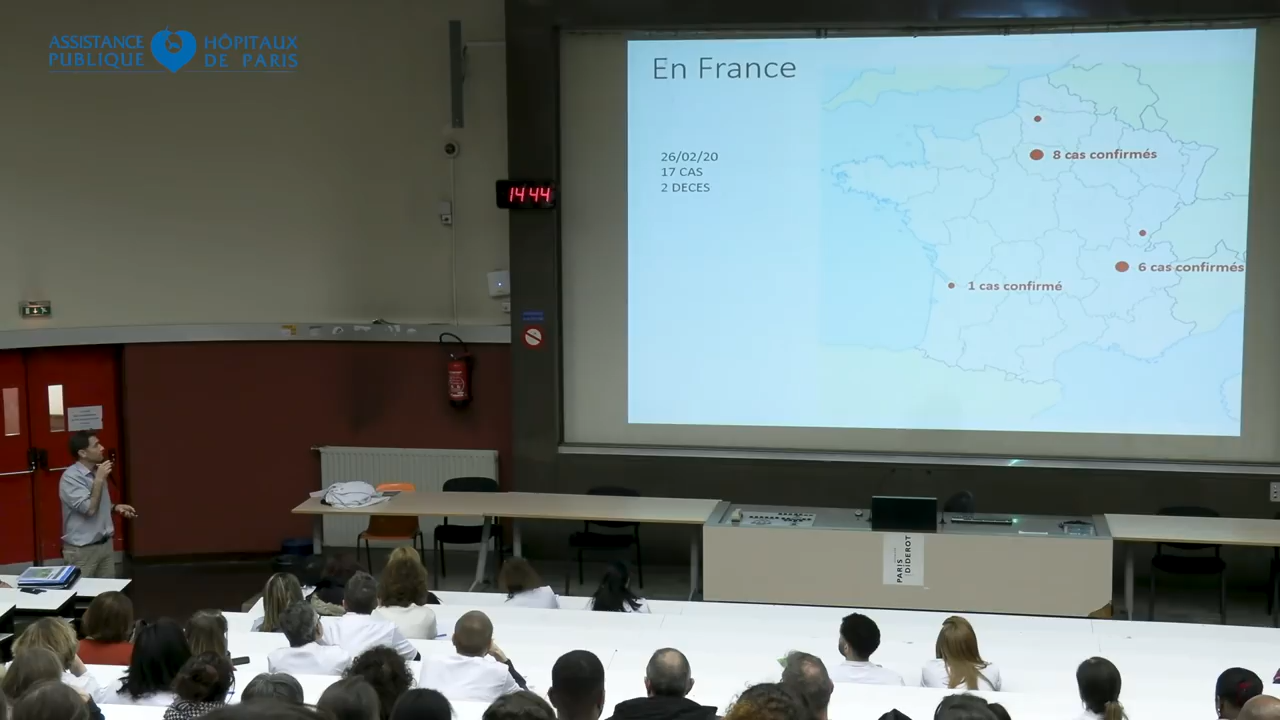 ASSISTANCE HÔPITAUX
PUBLIQUE DE PARIS
En France
26/02/20
17 CAS
2 DECES
8 cas confirmés
6 cas confirmés
1 cas confirmé
14 44
PARIS
DIDEROT